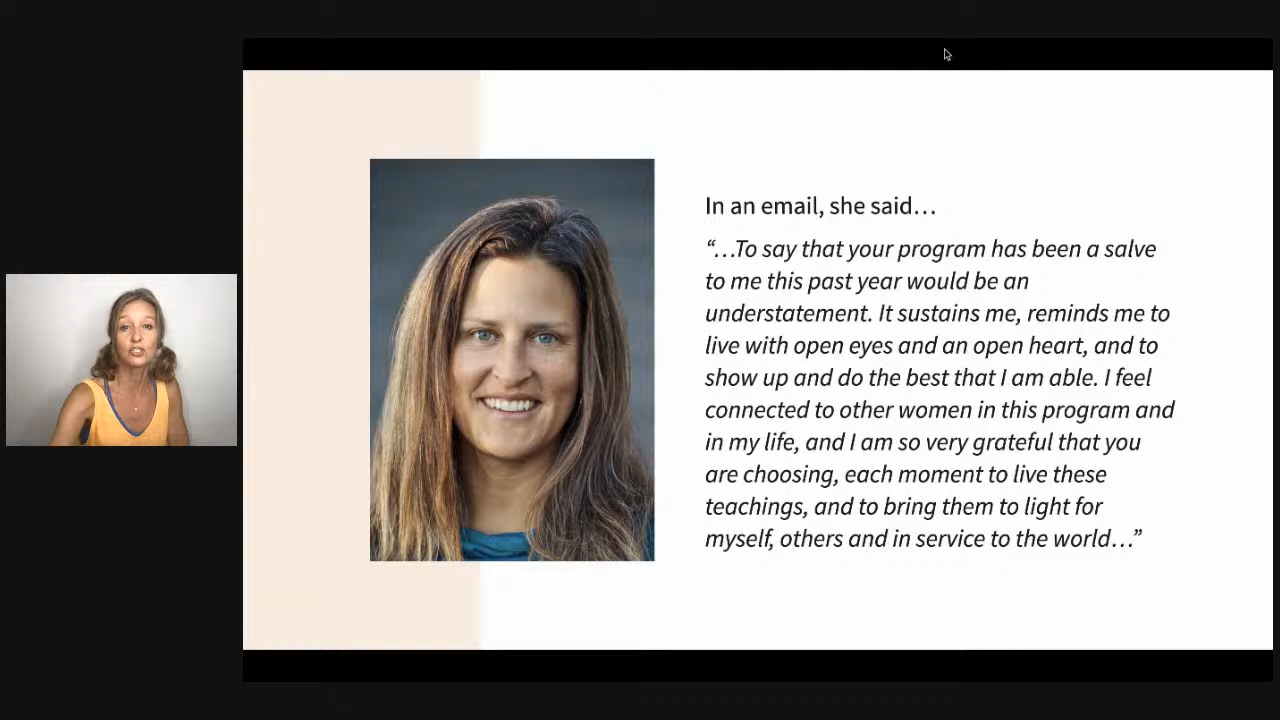 In an email, she said…
“…To say that your program has been a salve
to me this past year would be an
understatement. It sustains me, reminds me to
live with open eyes and an open heart, and to
show up and do the best that I am able. I feel
connected to other women in this program and
in my life, and I am so very grateful that you
are choosing, each moment to live these
teachings, and to bring them to light for
myself, others and in service to the world…”